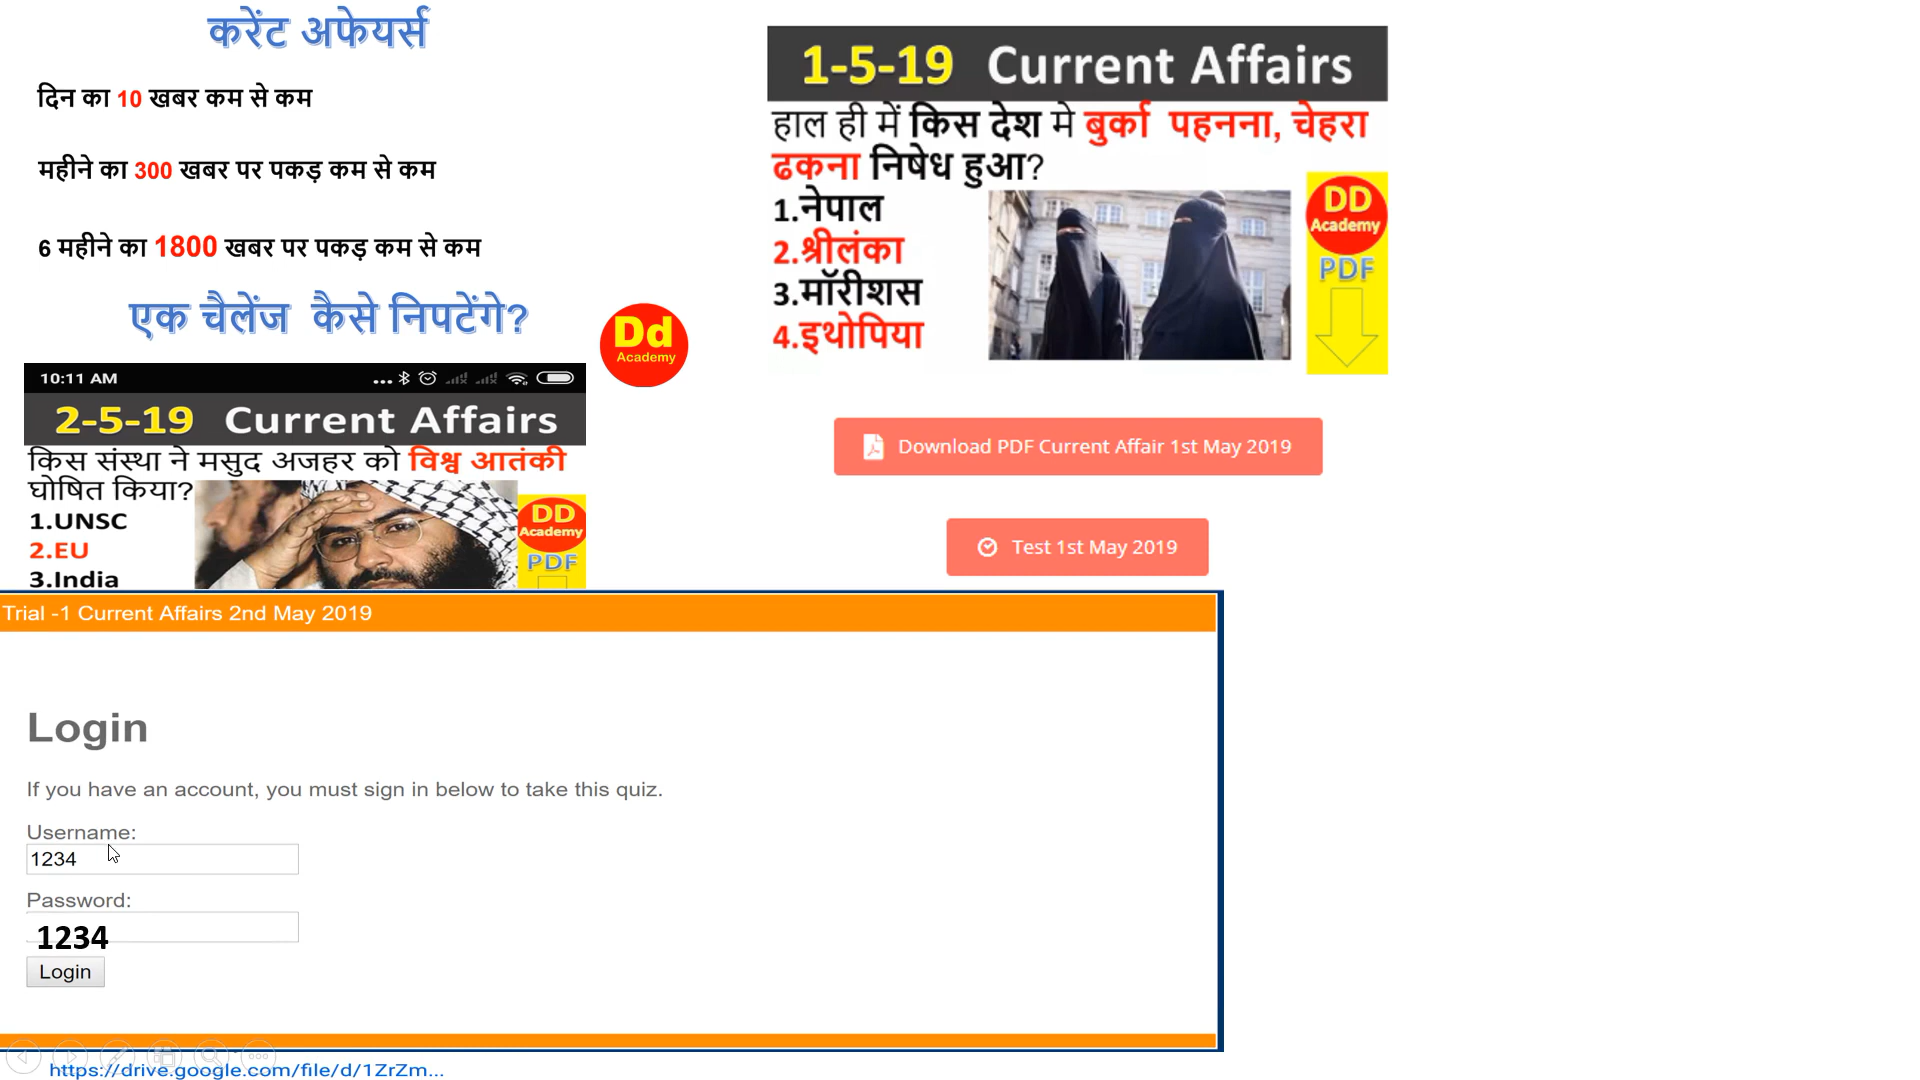 करेंट अफेयर्स
दिन का 10 खबर कम से कम
महीने का 300 खबर पर पकड़ कम से कम
6 महीने का 1800 खबर पर पकड़ कम से कम
एक चैलेंज कैसे निपटेंगे?
Dd
Academy
1-5-19 Current Affairs
हाल ही में किस देश मे बुर्का पहनना, चेहरा
ढकना निषेध हुआ?
1.नेपाल
2.श्रीलंका
3.मॉरीशस
4.इथोपिया
DD
Academy
PDF
Download PDF Current Affair 1st May 2019
Test 1st May 2019
10:11 AM
2-5-19 Current Affairs
किस संस्था ने मसुद अजहर को विश्व आतंकी
घोषित किया?
1.UNSC
2.EU
3.India
DD
Academy
PDF
Trial -1 Current Affairs 2nd May 2019
Login
If you have an account, you must sign in below to take this quiz.
Username:
1234
Password:
1234
Login
https://drive.google.com/file/d/1ZrZm...